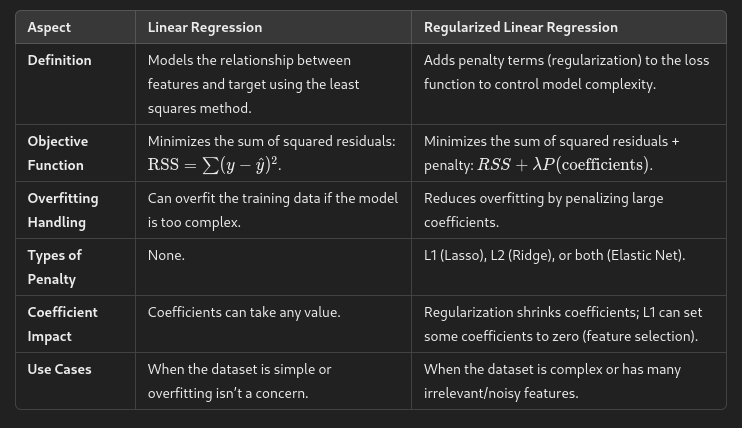 Aspect Linear Regression Regularized Linear Regression
Definition Models the relationship between Adds penalty terms (regularization) to the loss
features and target using the least function to control model complexity.
squares method.
Objective Minimizes the sum of squared residuals: Minimizes the sum of squared residuals +
Function RSS = ∑(y − ŷ)². penalty: RSS + λP(coefficients).
Overfitting Can overfit the training data if the model Reduces overfitting by penalizing large
Handling is too complex. coefficients.
Types of None. L1 (Lasso), L2 (Ridge), or both (Elastic Net).
Penalty
Coefficient Coefficients can take any value. Regularization shrinks coefficients; L1 can set
Impact some coefficients to zero (feature selection).
Use Cases When the dataset is simple or When the dataset is complex or has many
overfitting isn't a concern. irrelevant/noisy features.